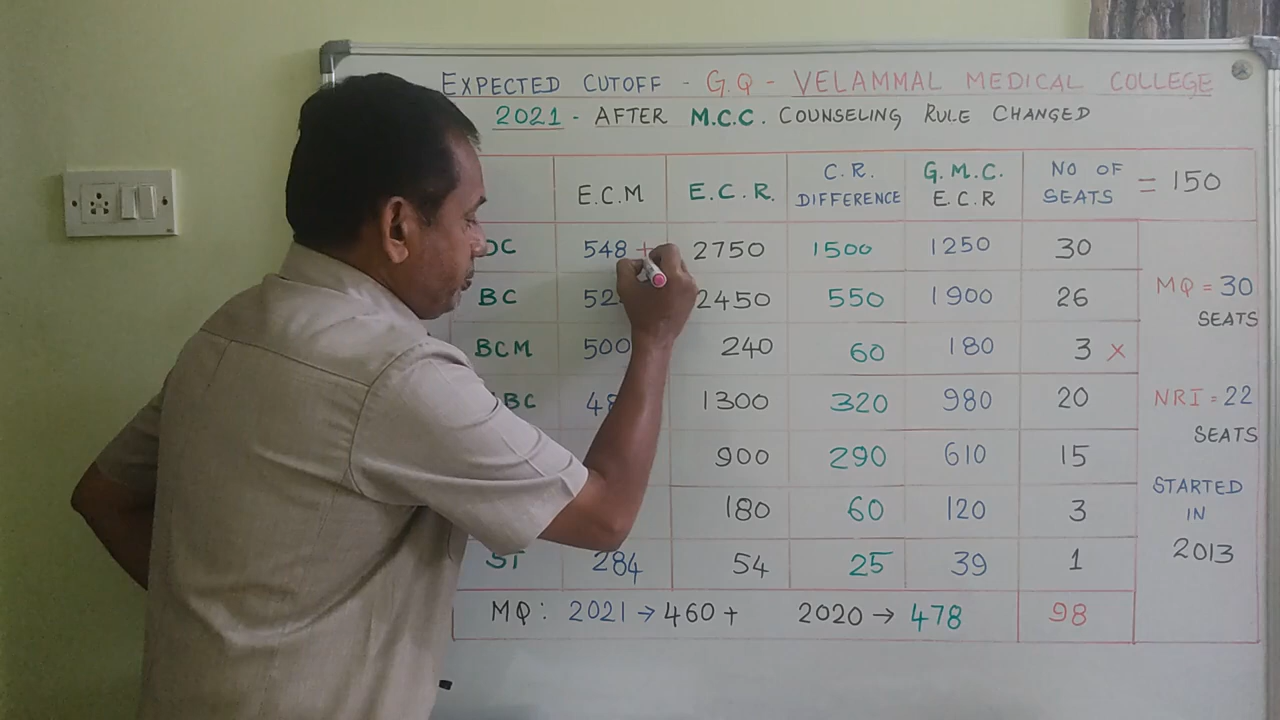 EXPECTED CUTOFF - G.Q - VELAMMAL MEDICAL COLLEGE
2021 - AFTER M.C.C. COUNSELING RULE CHANGED
E.C.M E.C.R. C.R. DIFFERENCE G.M.C. E.C.R NO OF SEATS = 150
548 + 2750 1500 1250 30
BC 2450 550 1900 26
BCM 500 240 60 180 3 X
1300 320 980 20
900 290 610 15
180 60 120 3
ST 284 54 25 39 1
MQ : 2021 → 460 + 2020 → 478 98
MQ = 30
SEATS
NRI = 22
SEATS
STARTED
IN
2013